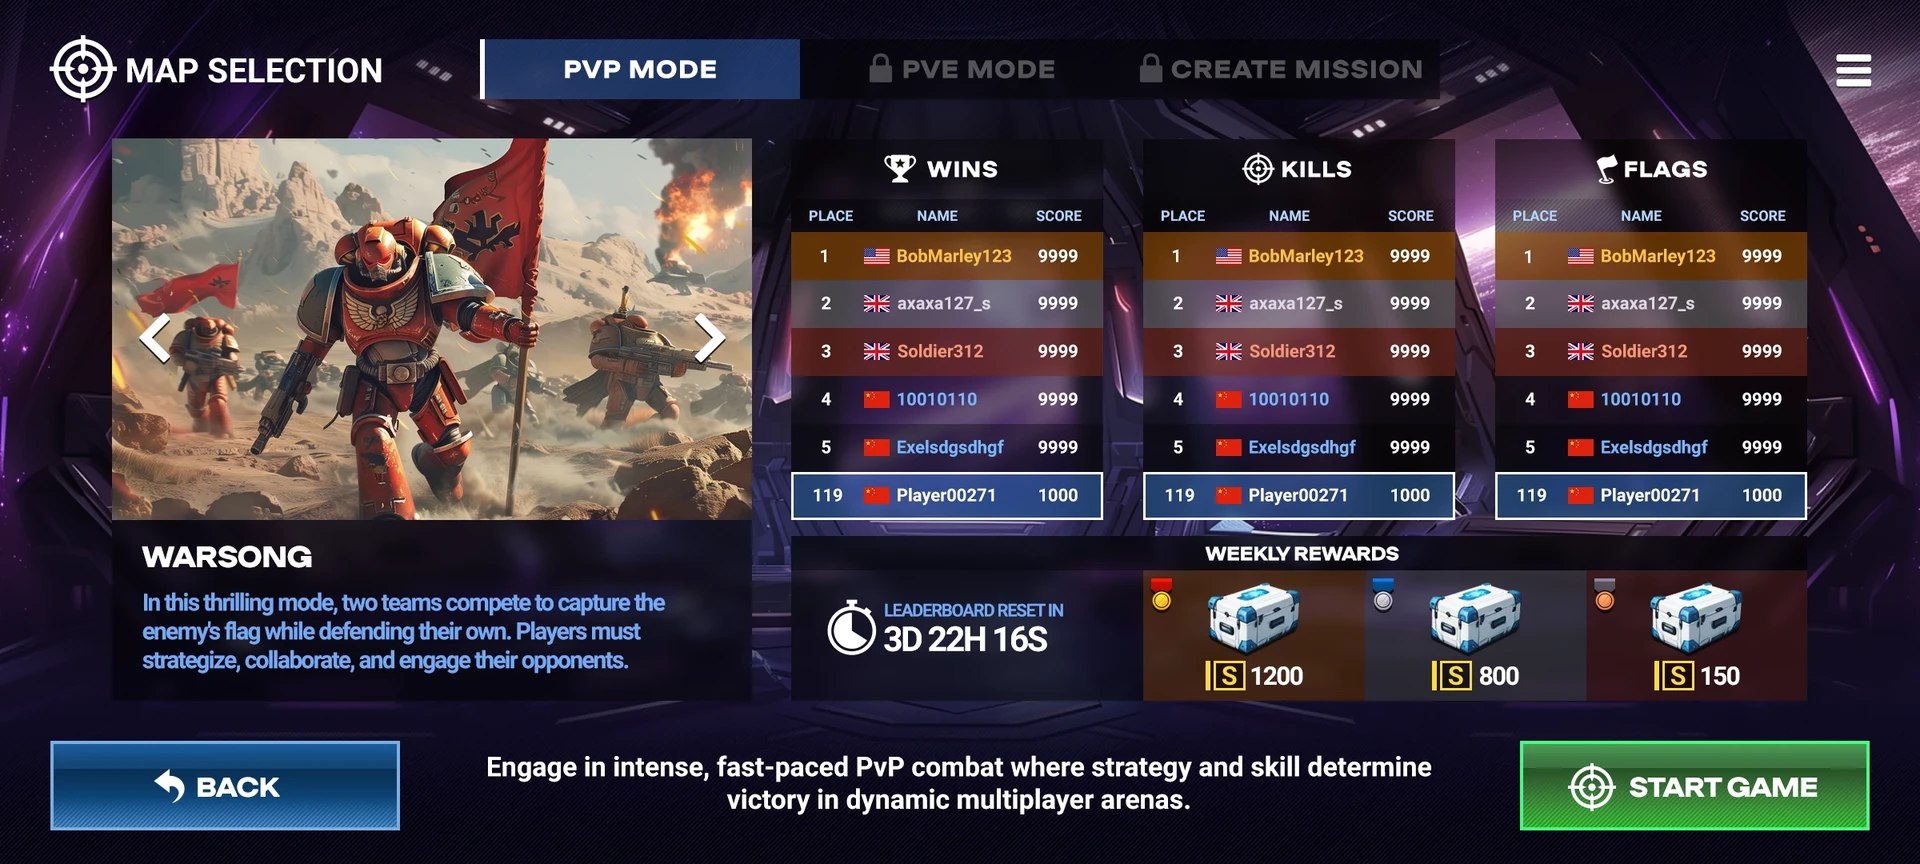 MAP SELECTION
PVP MODE
PVE MODE
CREATE MISSION
WINS
PLACE NAME SCORE
1 BobMarley123 9999
2 axaxa127_s 9999
3 Soldier312 9999
4 10010110 9999
5 Exelsdgsdhgf 9999
119 Player00271 1000
KILLS
PLACE NAME SCORE
1 BobMarley123 9999
2 axaxa127_s 9999
3 Soldier312 9999
4 10010110 9999
5 Exelsdgsdhgf 9999
119 Player00271 1000
FLAGS
PLACE NAME SCORE
1 BobMarley123 9999
2 axaxa127_s 9999
3 Soldier312 9999
4 10010110 9999
5 Exelsdgsdhgf 9999
119 Player00271 1000
WARSONG
In this thrilling mode, two teams compete to capture the
enemy's flag while defending their own. Players must
strategize, collaborate, and engage their opponents.
WEEKLY REWARDS
LEADERBOARD RESET IN
3D 22H 16S
S 1200
S 800
S 150
BACK
Engage in intense, fast-paced PvP combat where strategy and skill determine
victory in dynamic multiplayer arenas.
START GAME